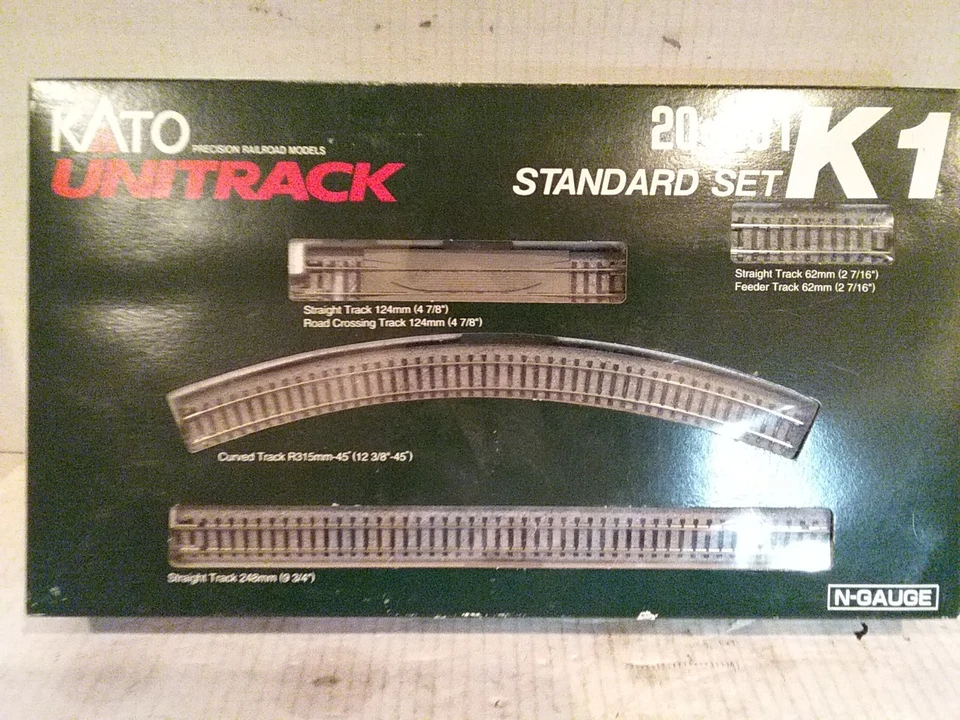 KATO PRECISION RAILROAD MODELS
UNITRACK
STANDARD SET K1
Straight Track 62mm (2 7/16")
Feeder Track 62mm (2 7/16")
Straight Track 124mm (4 7/8")
Road Crossing Track 124mm (4 7/8")
Curved Track R315mm-45° (12 3/8"-45°)
Straight Track 248mm (9 3/4")
N-GAUGE